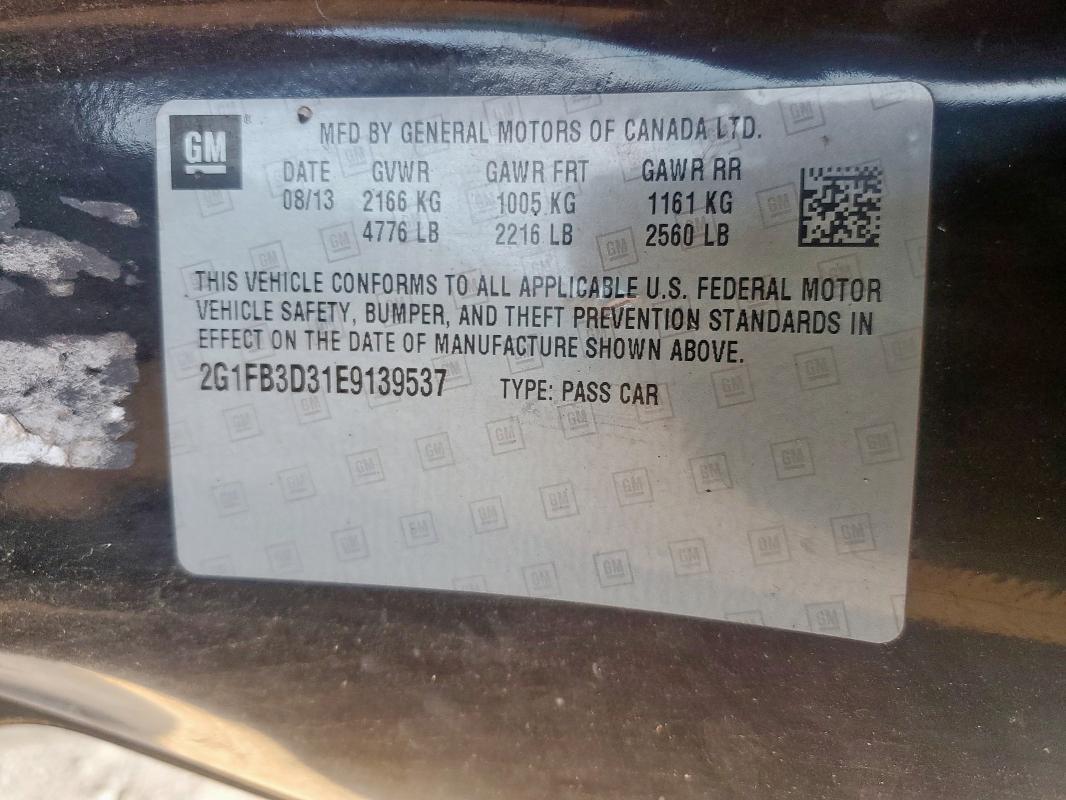 GM
MFD BY GENERAL MOTORS OF CANADA LTD.
DATE GVWR GAWR FRT GAWR RR
08/13 2166 KG 1005 KG 1161 KG
4776 LB 2216 LB 2560 LB
THIS VEHICLE CONFORMS TO ALL APPLICABLE U.S. FEDERAL MOTOR
VEHICLE SAFETY, BUMPER, AND THEFT PREVENTION STANDARDS IN
EFFECT ON THE DATE OF MANUFACTURE SHOWN ABOVE.
2G1FB3D31E9139537 TYPE: PASS CAR